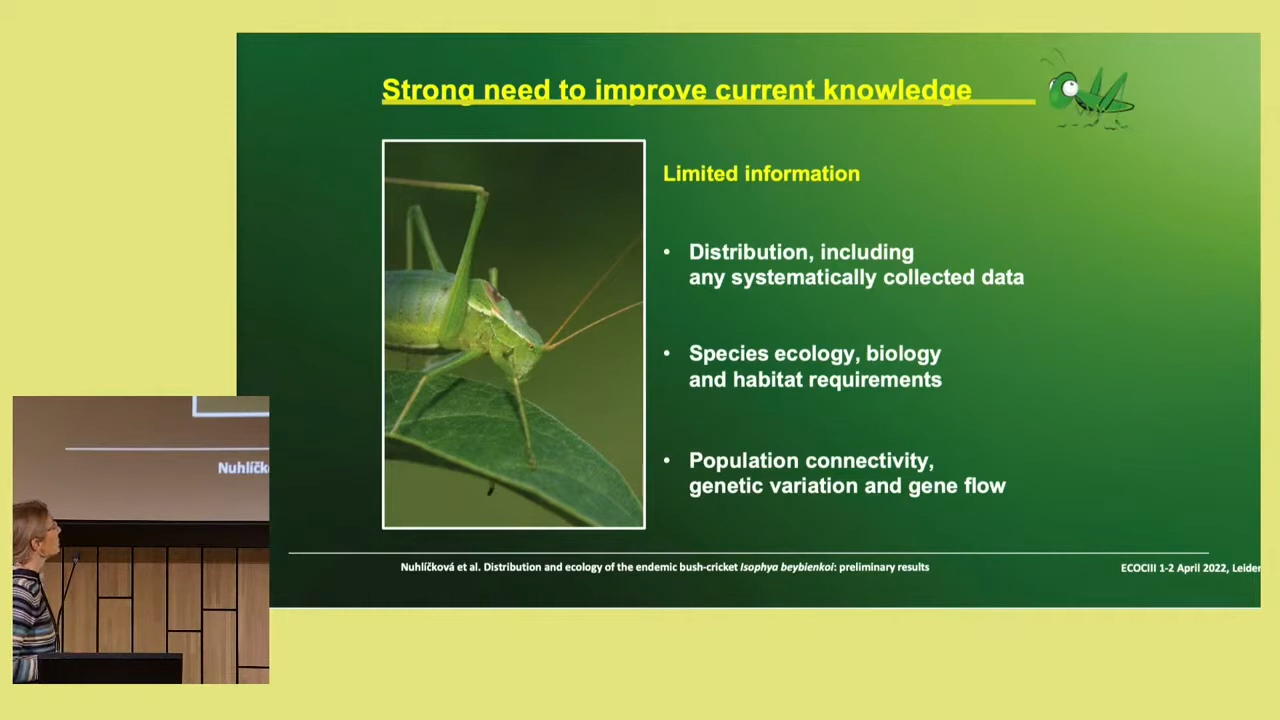 Strong need to improve current knowledge
Limited information
• Distribution, including
any systematically collected data
• Species ecology, biology
and habitat requirements
• Population connectivity,
genetic variation and gene flow
Nuhlíčková et al. Distribution and ecology of the endemic bush-cricket Isophya beybienkoi: preliminary results
ECOCIII 1-2 April 2022, Leiden
Nuhlíčk